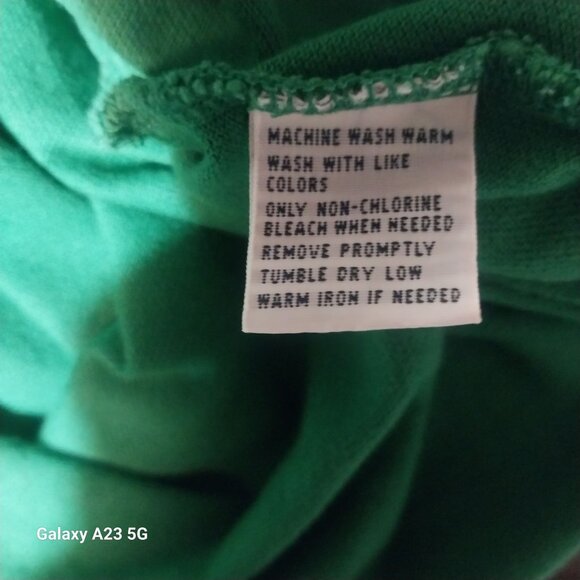 MACHINE WASH WARM
WASH WITH LIKE
COLORS
ONLY NON-CHLORINE
BLEACH WHEN NEEDED
REMOVE PROMPTLY
TUMBLE DRY LOW
WARM IRON IF NEEDED
Galaxy A23 5G